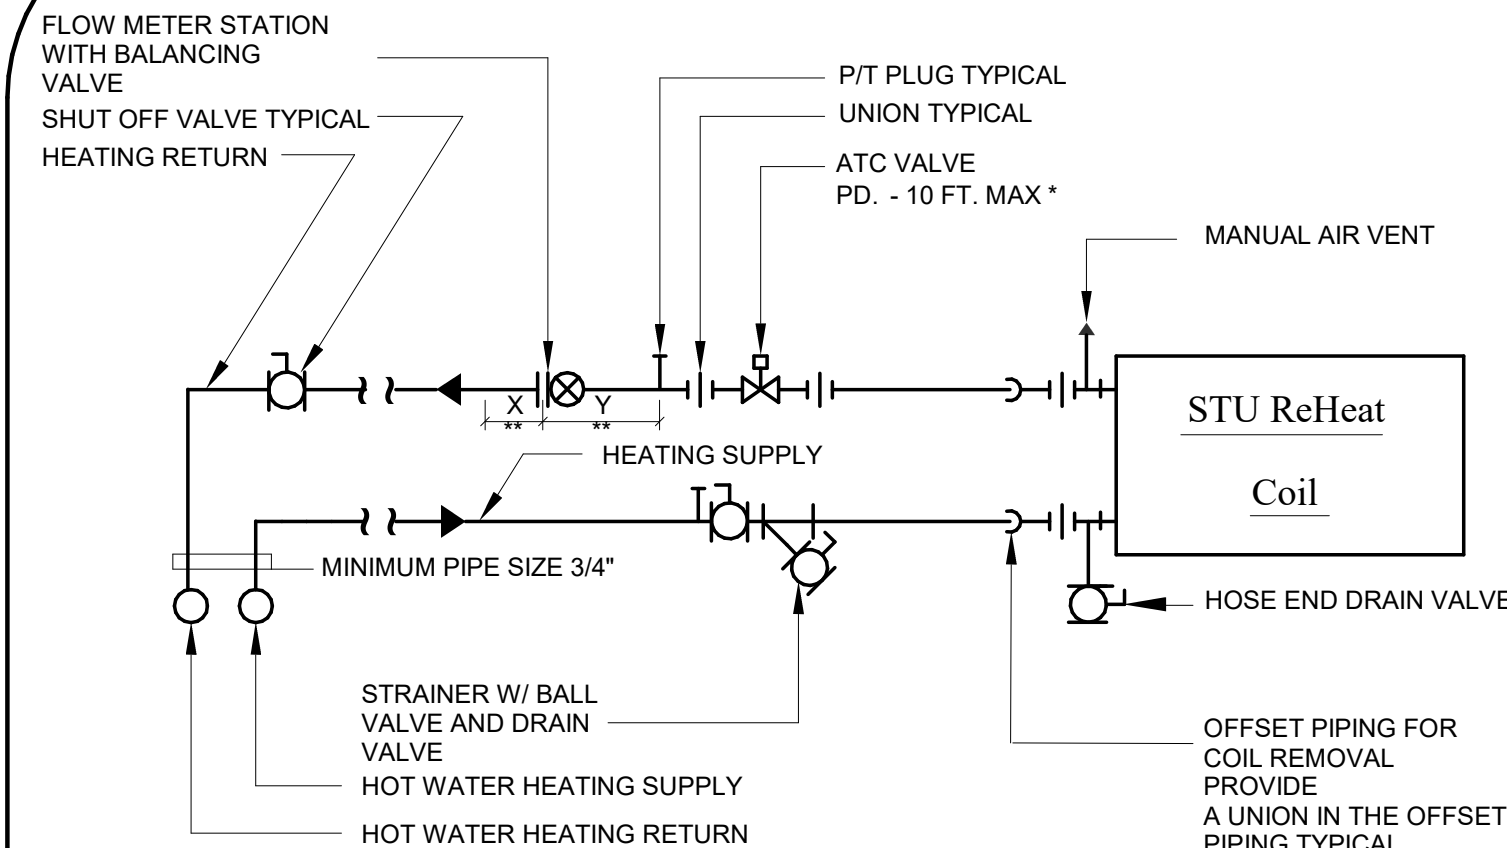 FLOW METER STATION
WITH BALANCING
VALVE
SHUT OFF VALVE TYPICAL
HEATING RETURN
P/T PLUG TYPICAL
UNION TYPICAL
ATC VALVE
PD. - 10 FT. MAX *
MANUAL AIR VENT
X
**
Y
**
STU ReHeat
Coil
HEATING SUPPLY
MINIMUM PIPE SIZE 3/4"
HOSE END DRAIN VALVE
STRAINER W/ BALL
VALVE AND DRAIN
VALVE
HOT WATER HEATING SUPPLY
HOT WATER HEATING RETURN
OFFSET PIPING FOR
COIL REMOVAL
PROVIDE
A UNION IN THE OFFSET
PIPING TYPICAL